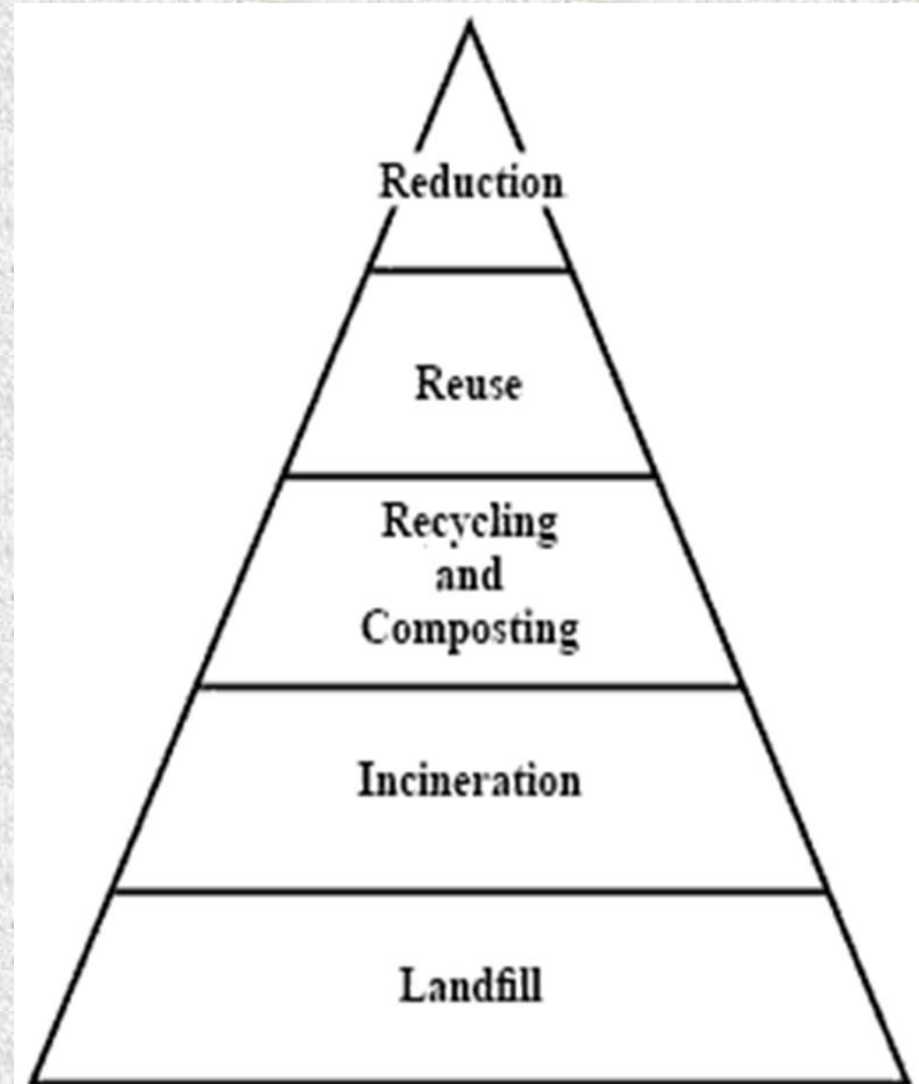 Reduction
Reuse
Recycling
and
Composting
Incineration
Landfill